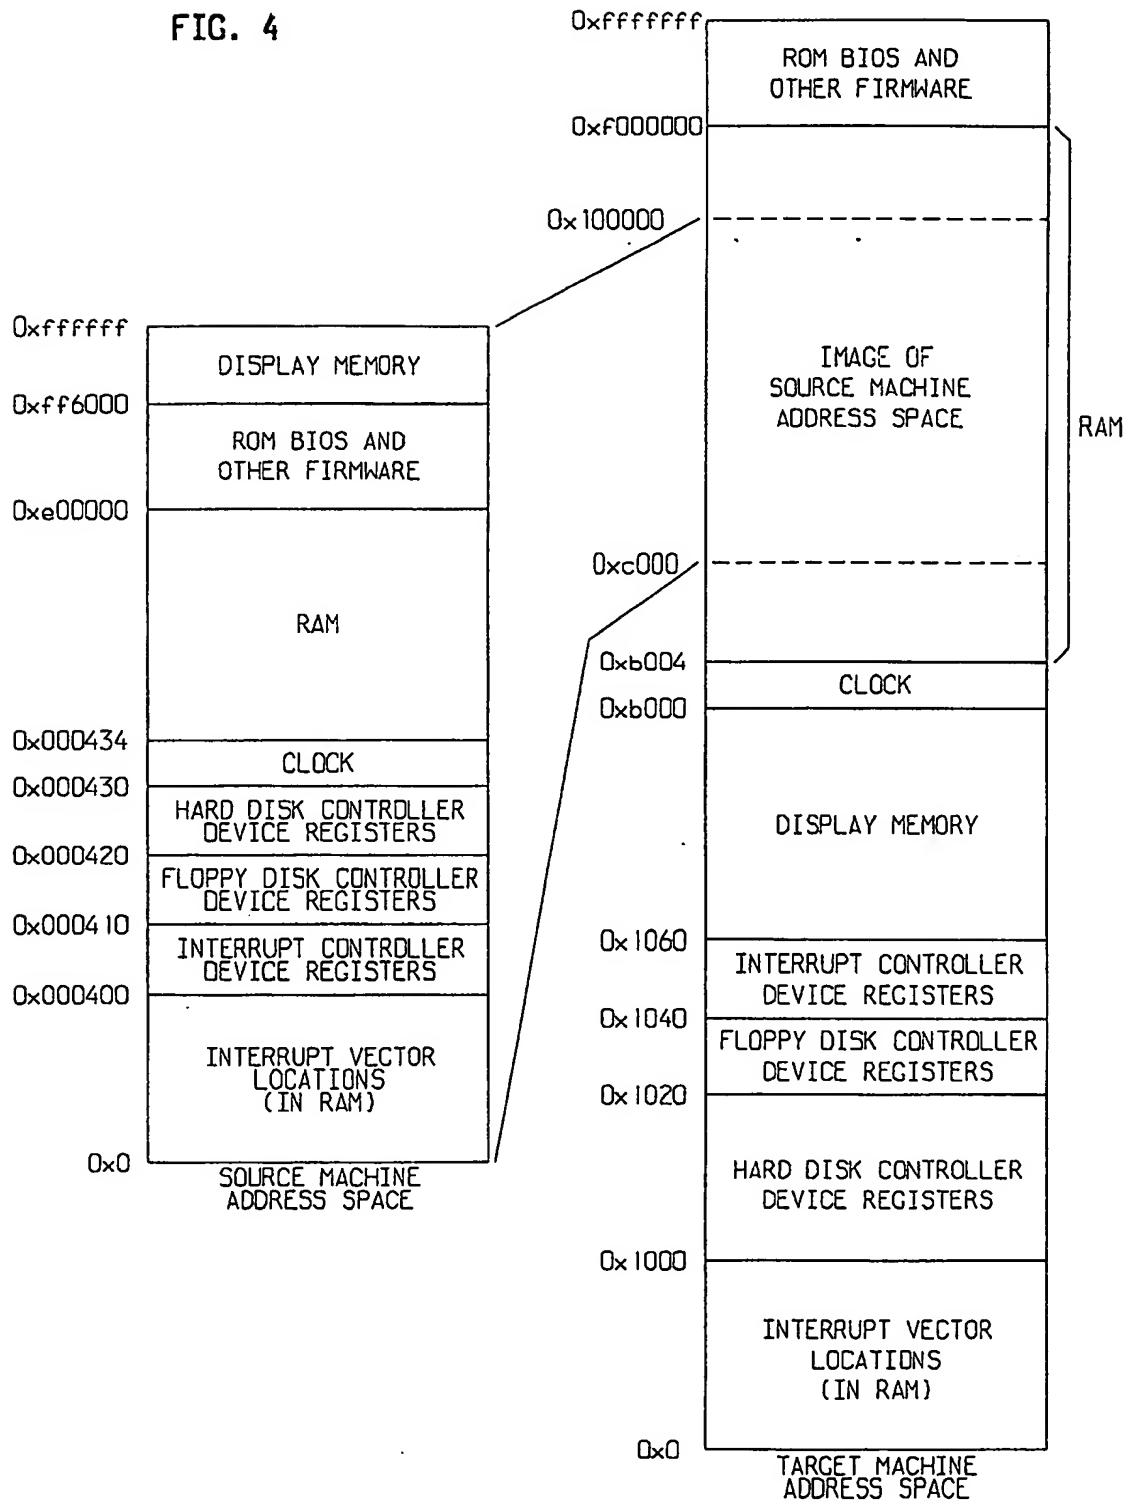 FIG. 4
0xffffff
DISPLAY MEMORY
0xff6000
ROM BIOS AND
OTHER FIRMWARE
0xe00000
RAM
0x000434
CLOCK
0x000430
HARD DISK CONTROLLER
DEVICE REGISTERS
0x000420
FLOPPY DISK CONTROLLER
DEVICE REGISTERS
0x000410
INTERRUPT CONTROLLER
DEVICE REGISTERS
0x000400
INTERRUPT VECTOR
LOCATIONS
(IN RAM)
0x0
SOURCE MACHINE
ADDRESS SPACE
0xfffffff
ROM BIOS AND
OTHER FIRMWARE
0xf000000
0x100000
IMAGE OF
SOURCE MACHINE
ADDRESS SPACE
RAM
0xc000
0xb004
CLOCK
0xb000
DISPLAY MEMORY
0x1060
INTERRUPT CONTROLLER
DEVICE REGISTERS
0x1040
FLOPPY DISK CONTROLLER
DEVICE REGISTERS
0x1020
HARD DISK CONTROLLER
DEVICE REGISTERS
0x1000
INTERRUPT VECTOR
LOCATIONS
(IN RAM)
0x0
TARGET MACHINE
ADDRESS SPACE